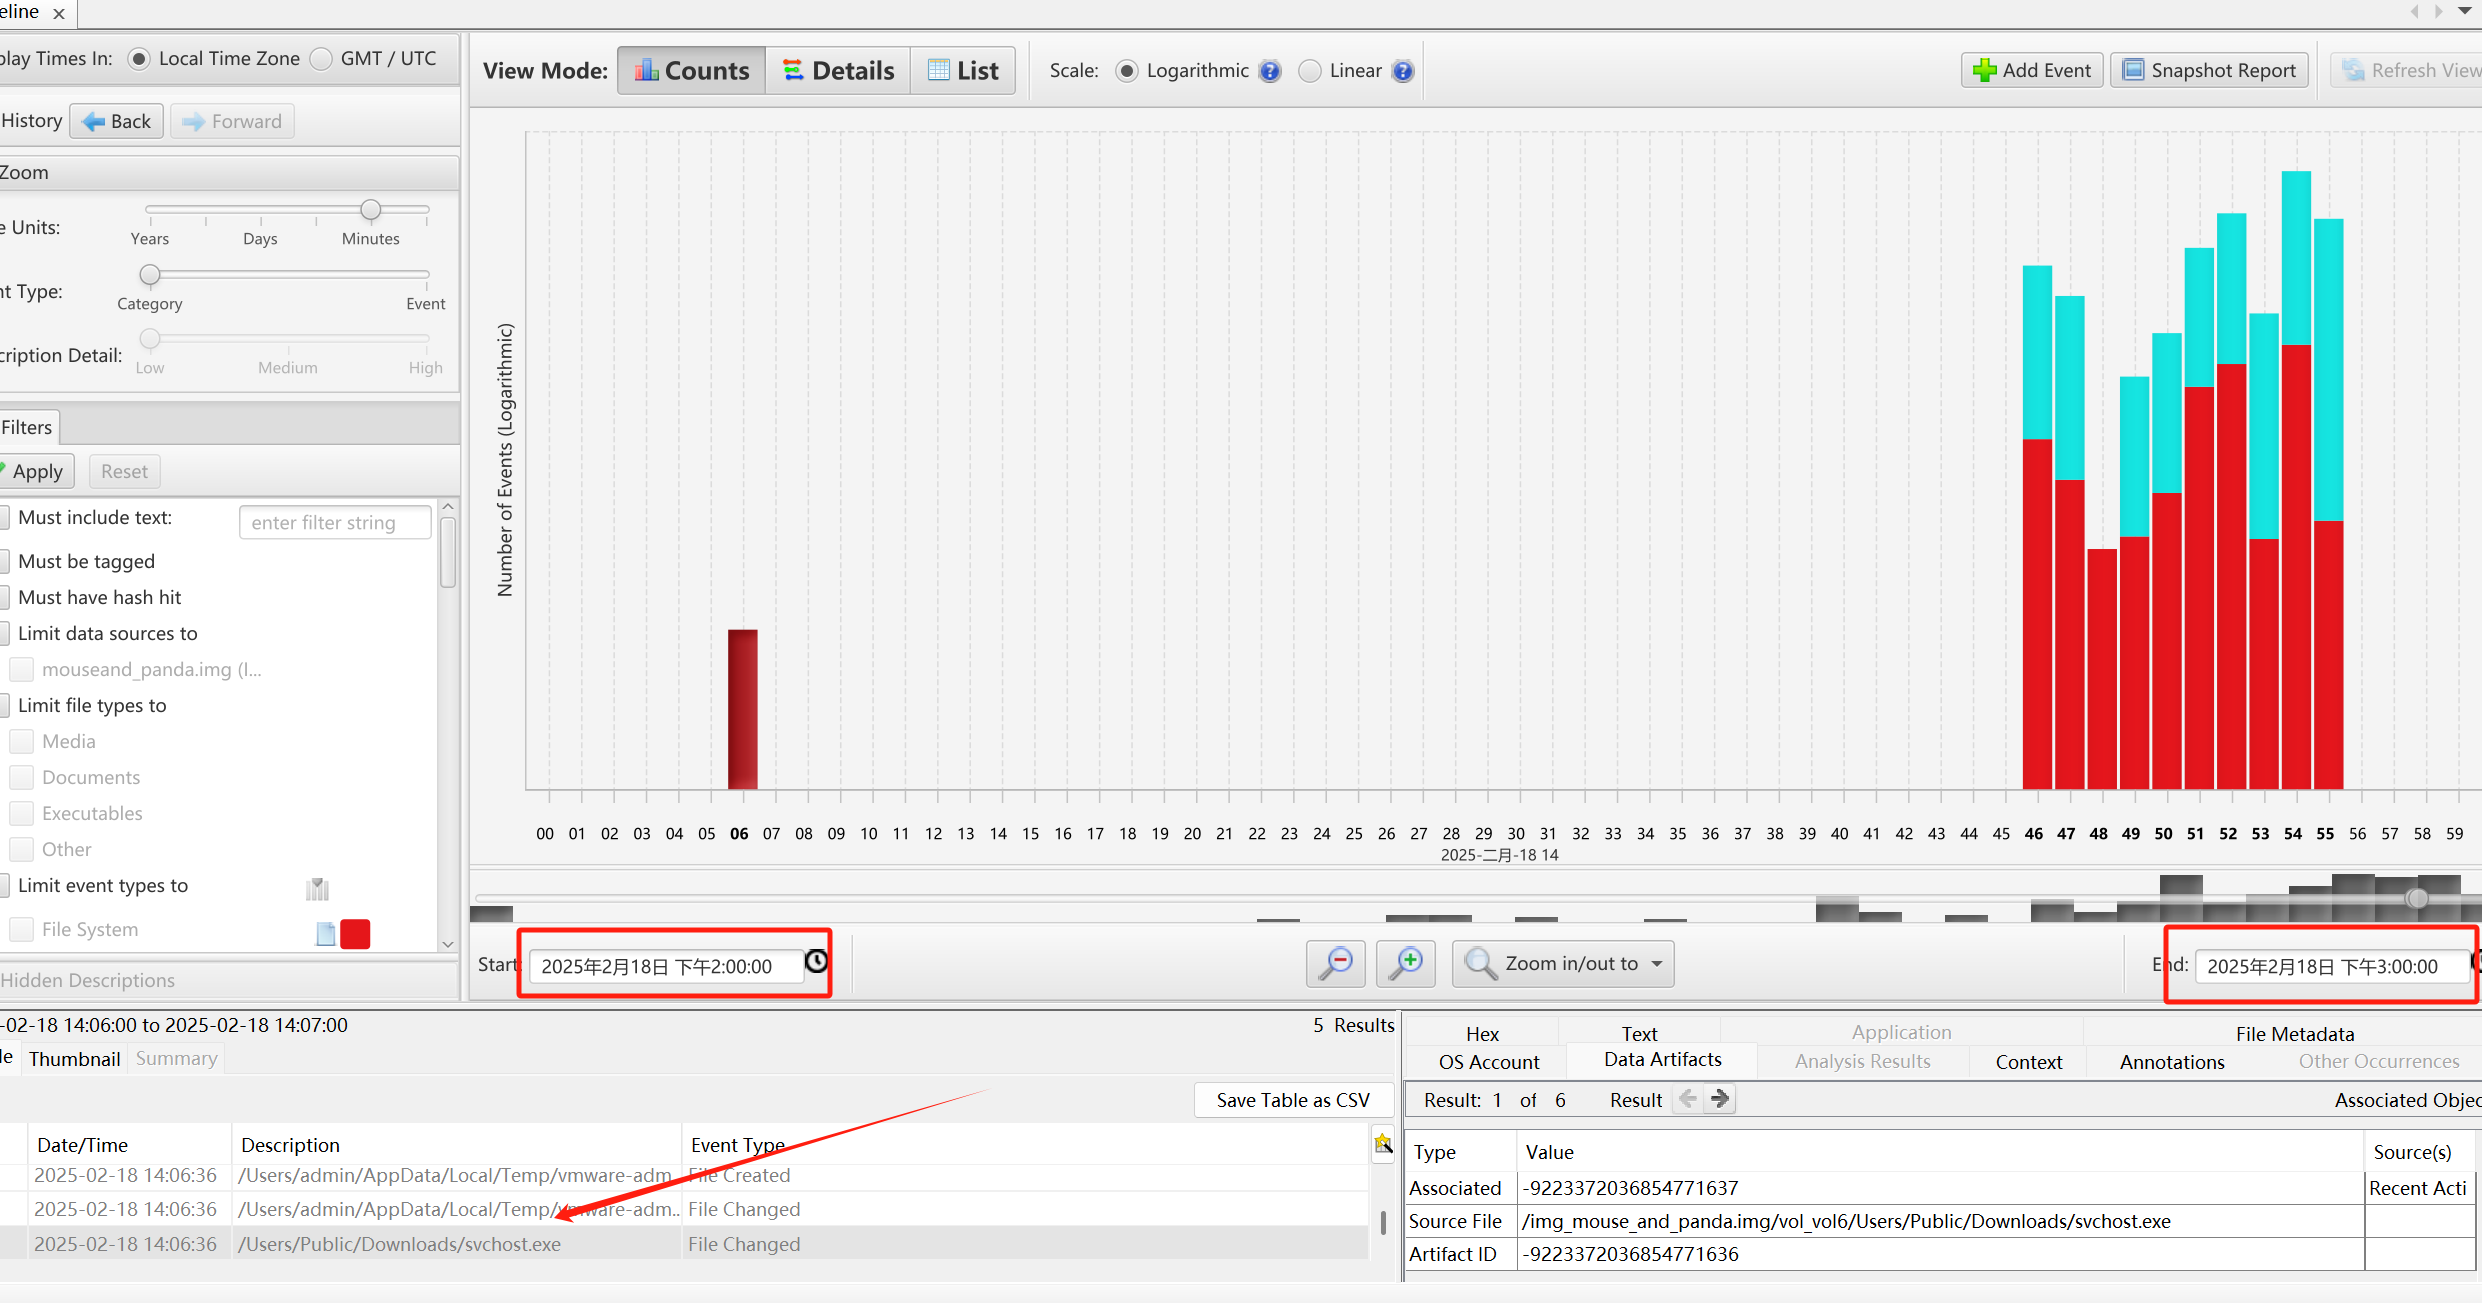 eline
play Times In: Local Time Zone GMT / UTC
History Back Forward
Zoom
e Units:
Years Days Minutes
nt Type:
Category Event
cription Detail:
Low Medium High
Filters
Apply Reset
Must include text: enter filter string
Must be tagged
Must have hash hit
Limit data sources to
mouseand_panda.img (I...
Limit file types to
Media
Documents
Executables
Other
Limit event types to
File System
Hidden Descriptions
View Mode: Counts Details List Scale: Logarithmic Linear Add Event Snapshot Report Refresh View
Number of Events (Logarithmic)
00 01 02 03 04 05 06 07 08 09 10 11 12 13 14 15 16 17 18 19 20 21 22 23 24 25 26 27 28 29 30 31 32 33 34 35 36 37 38 39 40 41 42 43 44 45 46 47 48 49 50 51 52 53 54 55 56 57 58 59
2025-二月-18 14
Start: 2025年2月18日 下午2:00:00 Zoom in/out to End: 2025年2月18日 下午3:00:00
-02-18 14:06:00 to 2025-02-18 14:07:00 5 Results
le Thumbnail Summary
Save Table as CSV
Date/Time Description Event Type
2025-02-18 14:06:36 /Users/admin/AppData/Local/Temp/vmware-adm... File Created
2025-02-18 14:06:36 /Users/admin/AppData/Local/Temp/vmware-adm... File Changed
2025-02-18 14:06:36 /Users/Public/Downloads/svchost.exe File Changed
Hex Text Application File Metadata
OS Account Data Artifacts Analysis Results Context Annotations Other Occurrences
Result: 1 of 6 Result Associated Objec
Type Value Source(s)
Associated -9223372036854771637 Recent Acti
Source File /img_mouse_and_panda.img/vol_vol6/Users/Public/Downloads/svchost.exe
Artifact ID -9223372036854771636